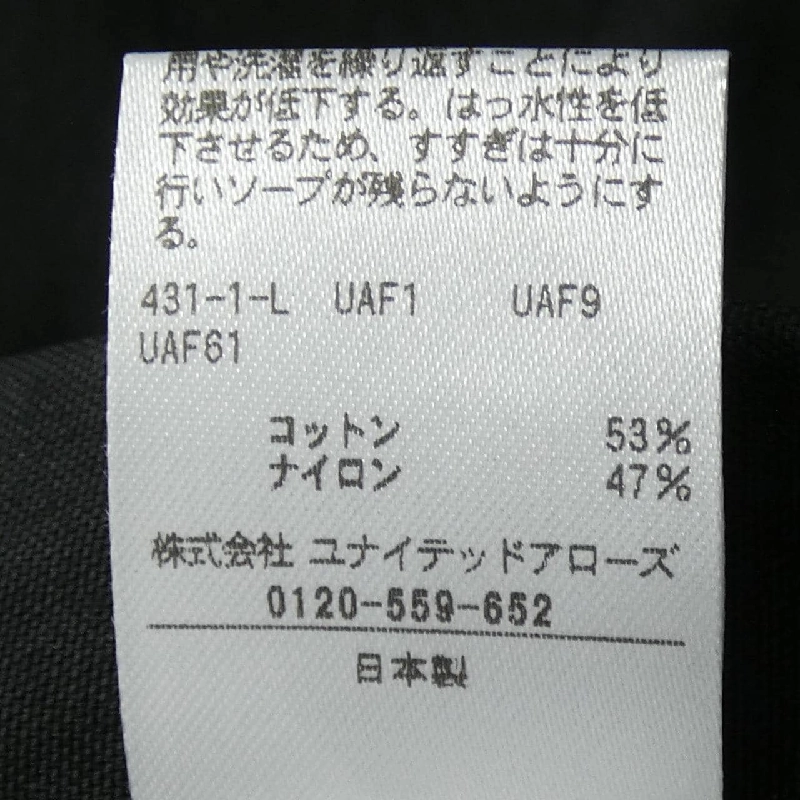 用や洗濯を繰り返すことにより
効果が低下する。はっ水性を低
下させるため、すすぎは十分に
行いソープが残らないようにす
る。
431-1-L UAF1 UAF9
UAF61
コットン 53%
ナイロン 47%
株式会社 ユナイテッドアローズ
0120-559-652
日本製